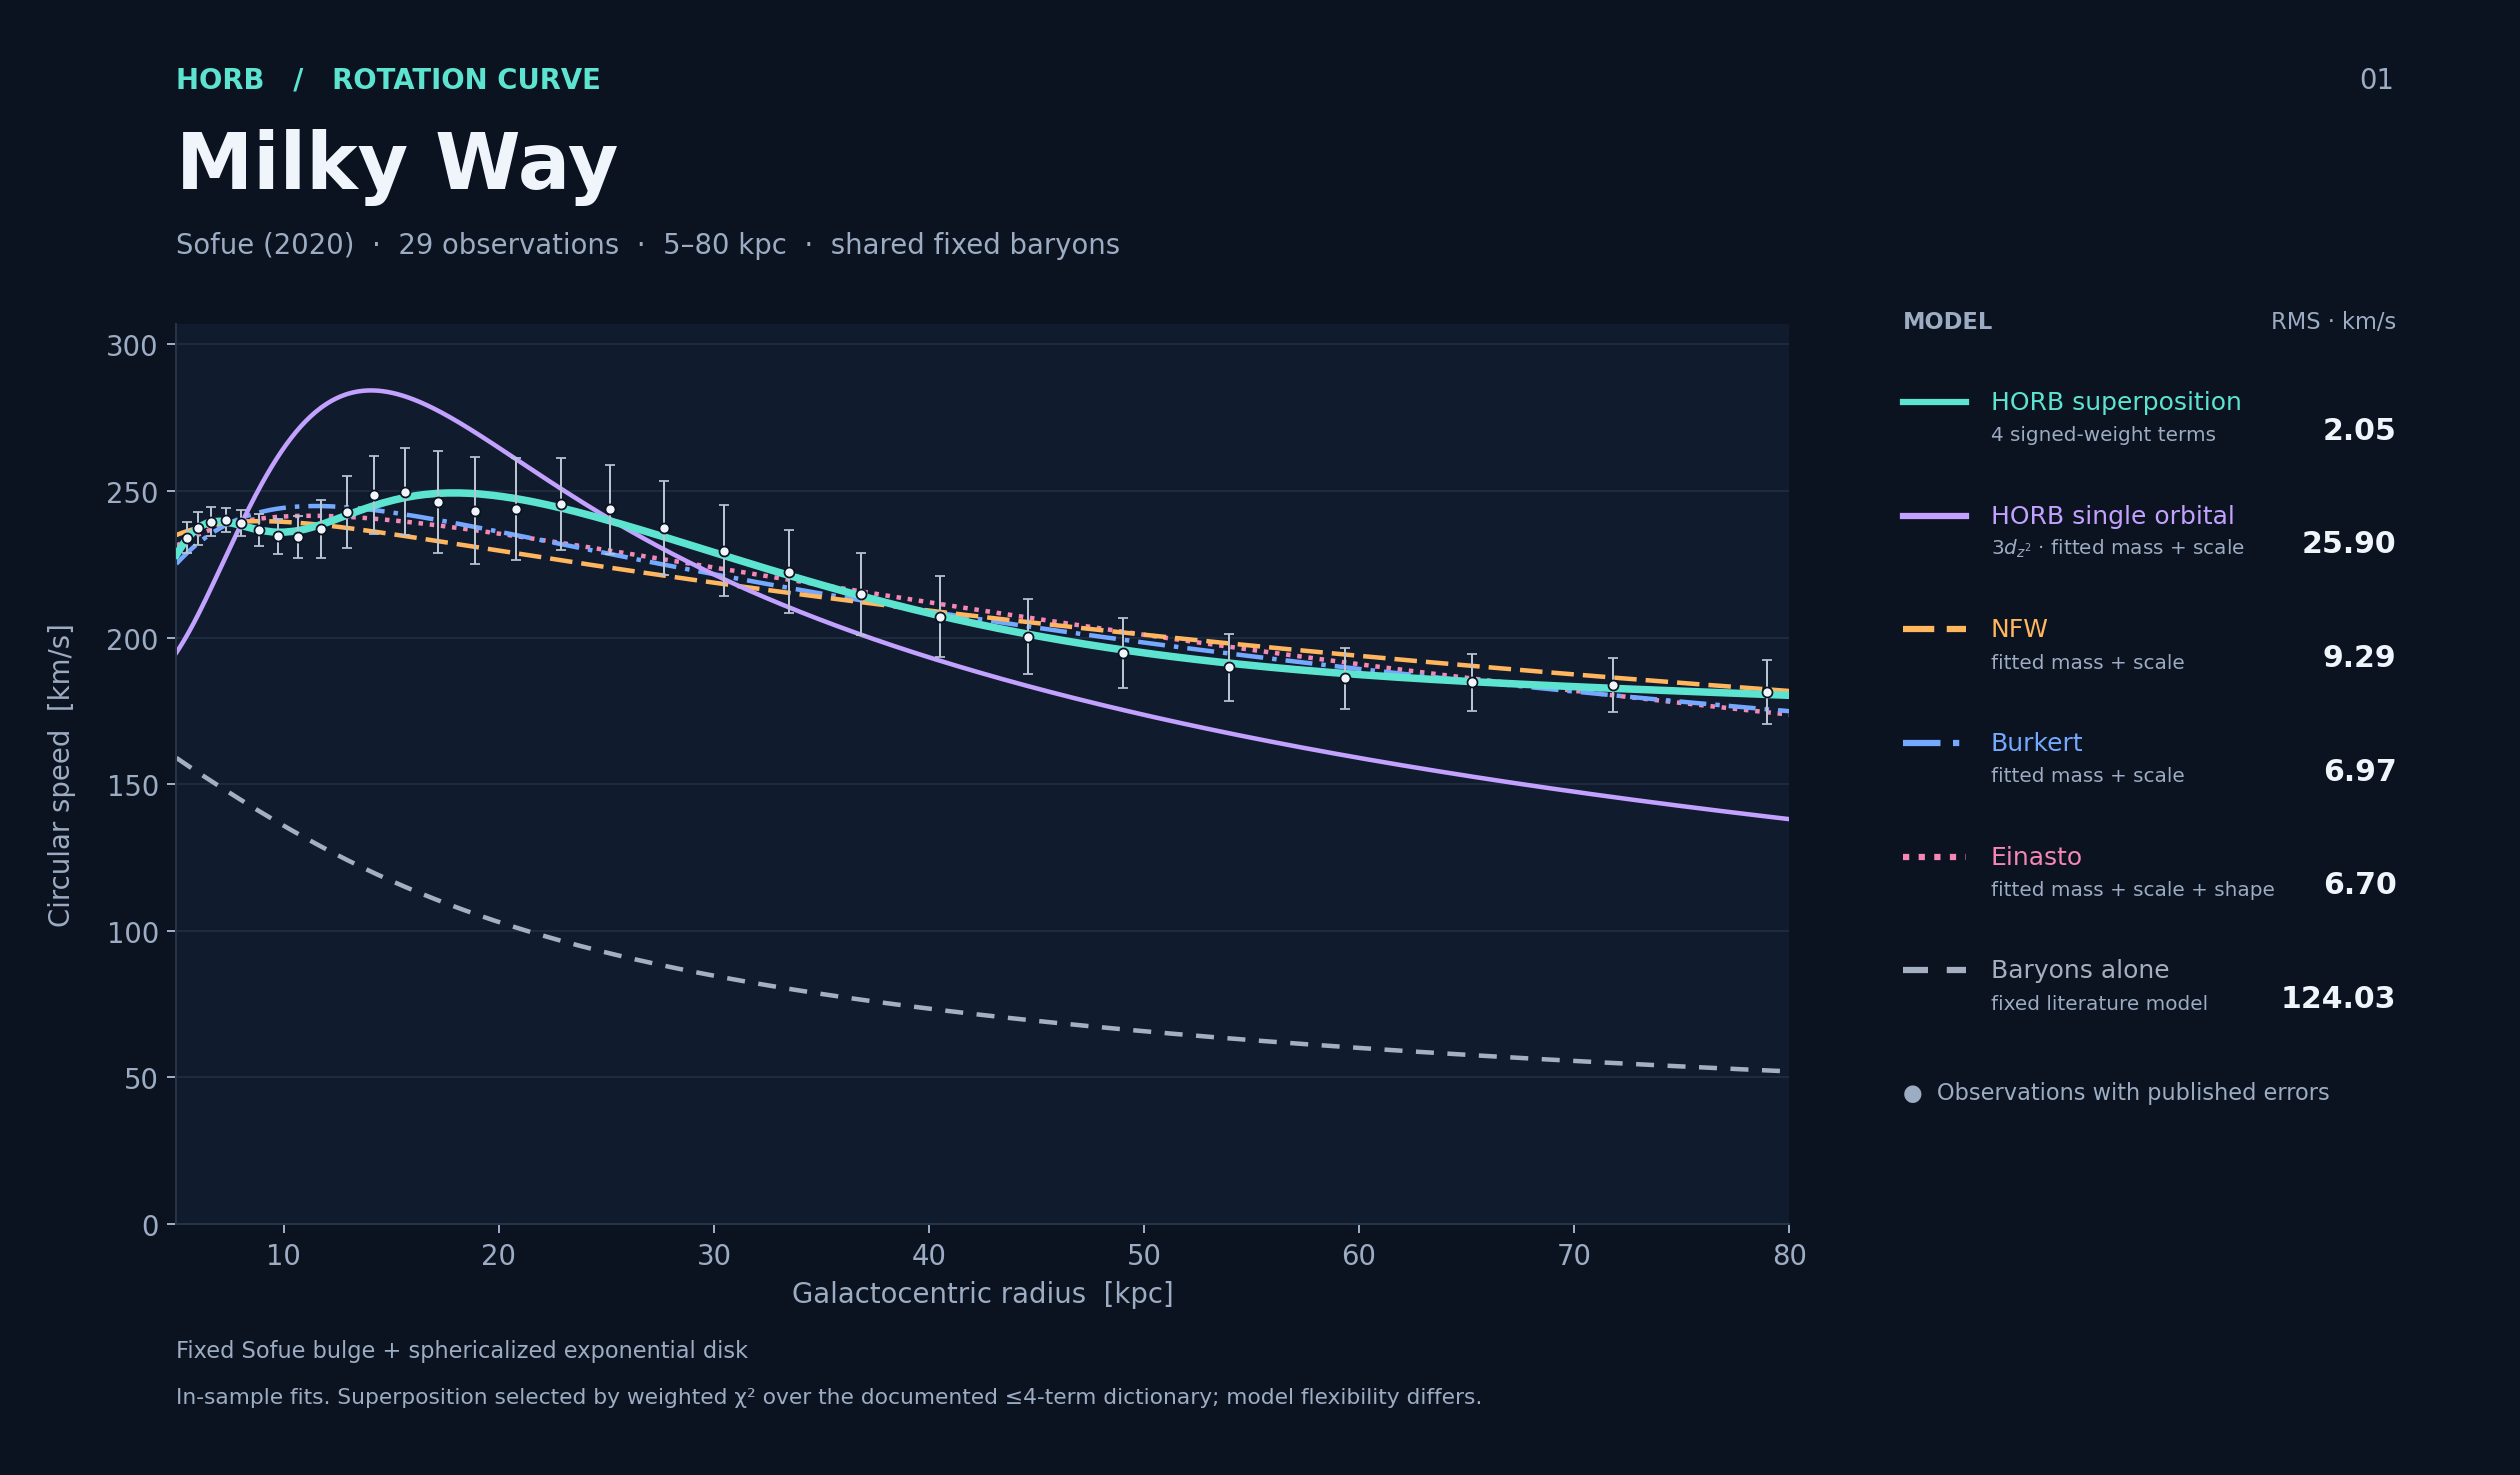 HORB / ROTATION CURVE
01
Milky Way
Sofue (2020) · 29 observations · 5–80 kpc · shared fixed baryons
MODEL RMS · km/s
HORB superposition
4 signed-weight terms
2.05
HORB single orbital
3d_z² · fitted mass + scale
25.90
NFW
fitted mass + scale
9.29
Burkert
fitted mass + scale
6.97
Einasto
fitted mass + scale + shape
6.70
Baryons alone
fixed literature model
124.03
Observations with published errors
Circular speed [km/s]
300
250
200
150
100
50
0
10 20 30 40 50 60 70 80
Galactocentric radius [kpc]
Fixed Sofue bulge + sphericalized exponential disk
In-sample fits. Superposition selected by weighted χ² over the documented ≤4-term dictionary; model flexibility differs.